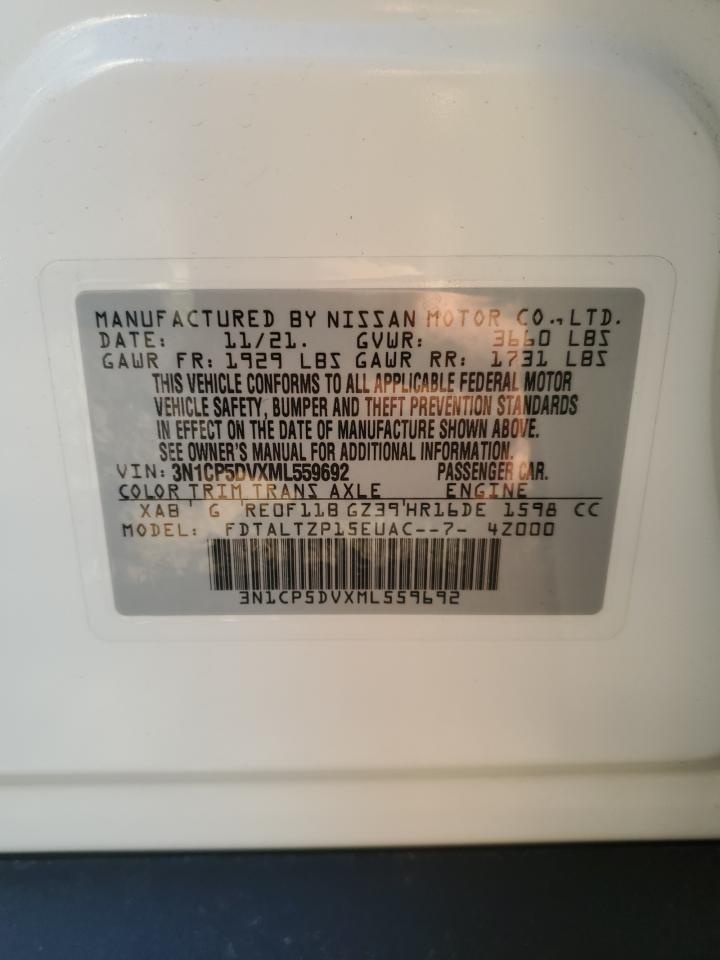 MANUFACTURED BY NISSAN MOTOR CO.,LTD.
DATE: 11/21. GVWR: 3660 LBS
GAWR FR: 1929 LBS GAWR RR: 1731 LBS
THIS VEHICLE CONFORMS TO ALL APPLICABLE FEDERAL MOTOR
VEHICLE SAFETY, BUMPER AND THEFT PREVENTION STANDARDS
IN EFFECT ON THE DATE OF MANUFACTURE SHOWN ABOVE.
SEE OWNER'S MANUAL FOR ADDITIONAL INFORMATION.
VIN: 3N1CP5DVXML559692 PASSENGER CAR.
COLOR TRIM TRANS AXLE ENGINE
XAB G RE0F11B GZ39 HR16DE 1598 CC
MODEL: FDTALTZP15EUAC--7- 4Z000
3N1CP5DVXML559692